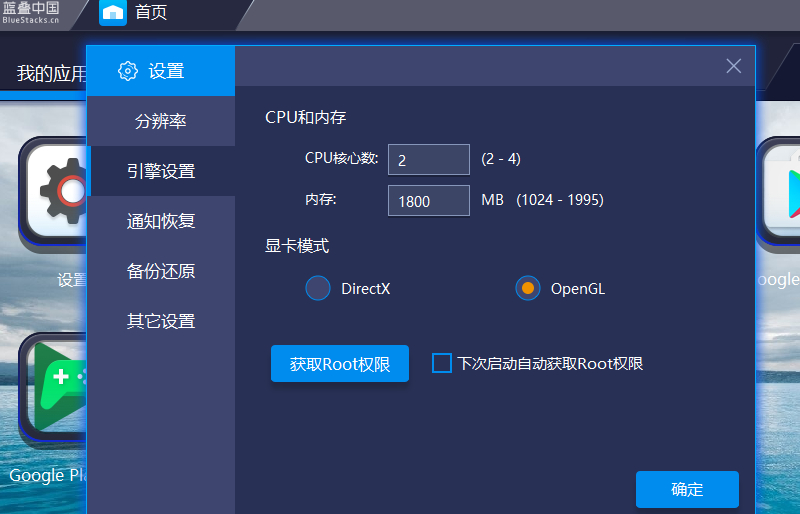 蓝叠中国
BlueStacks.cn
首页
我的应用
设置
分辨率
引擎设置
通知恢复
备份还原
其它设置
CPU和内存
CPU核心数: 2 (2 - 4)
内存: 1800 MB (1024 - 1995)
显卡模式
DirectX OpenGL
获取Root权限 下次启动自动获取Root权限
确定
设置
oogle
Google Pl